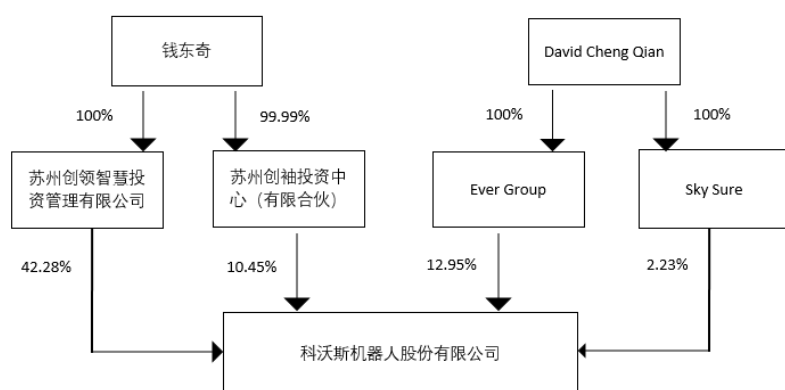 钱东奇
David Cheng Qian
100%
99.99%
100%
100%
苏州创领智慧投
资管理有限公司
苏州创袖投资中
心（有限合伙）
Ever Group
Sky Sure
42.28%
10.45%
12.95%
2.23%
科沃斯机器人股份有限公司